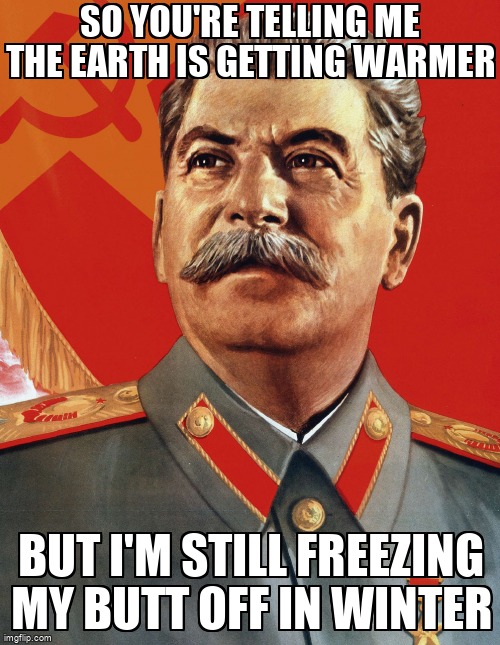 SO YOU'RE TELLING ME
THE EARTH IS GETTING WARMER
BUT I'M STILL FREEZING
MY BUTT OFF IN WINTER
imgflip.com